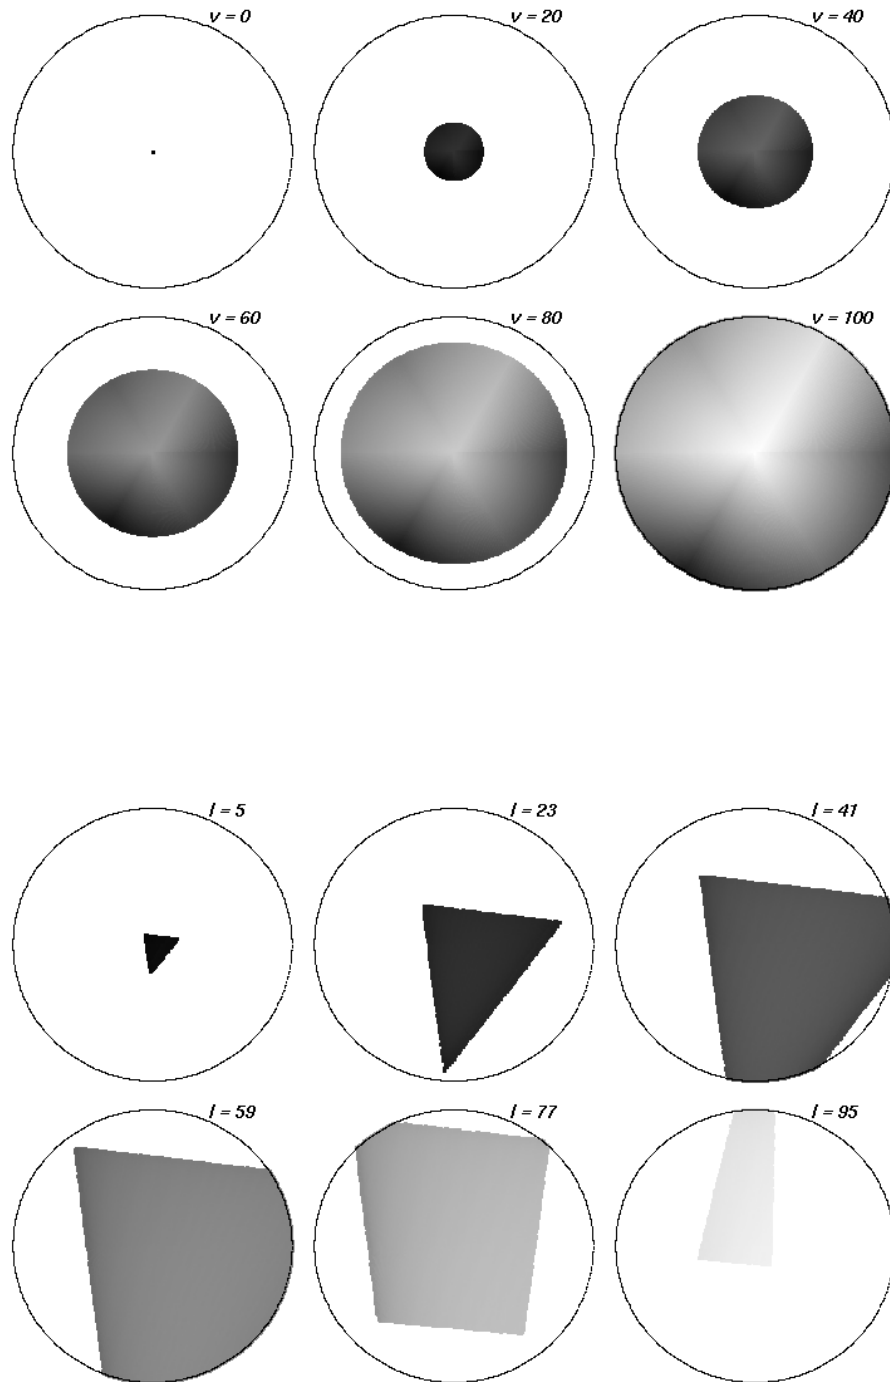 v = 0
v = 20
v = 40
v = 60
v = 80
v = 100
l = 5
l = 23
l = 41
l = 59
l = 77
l = 95